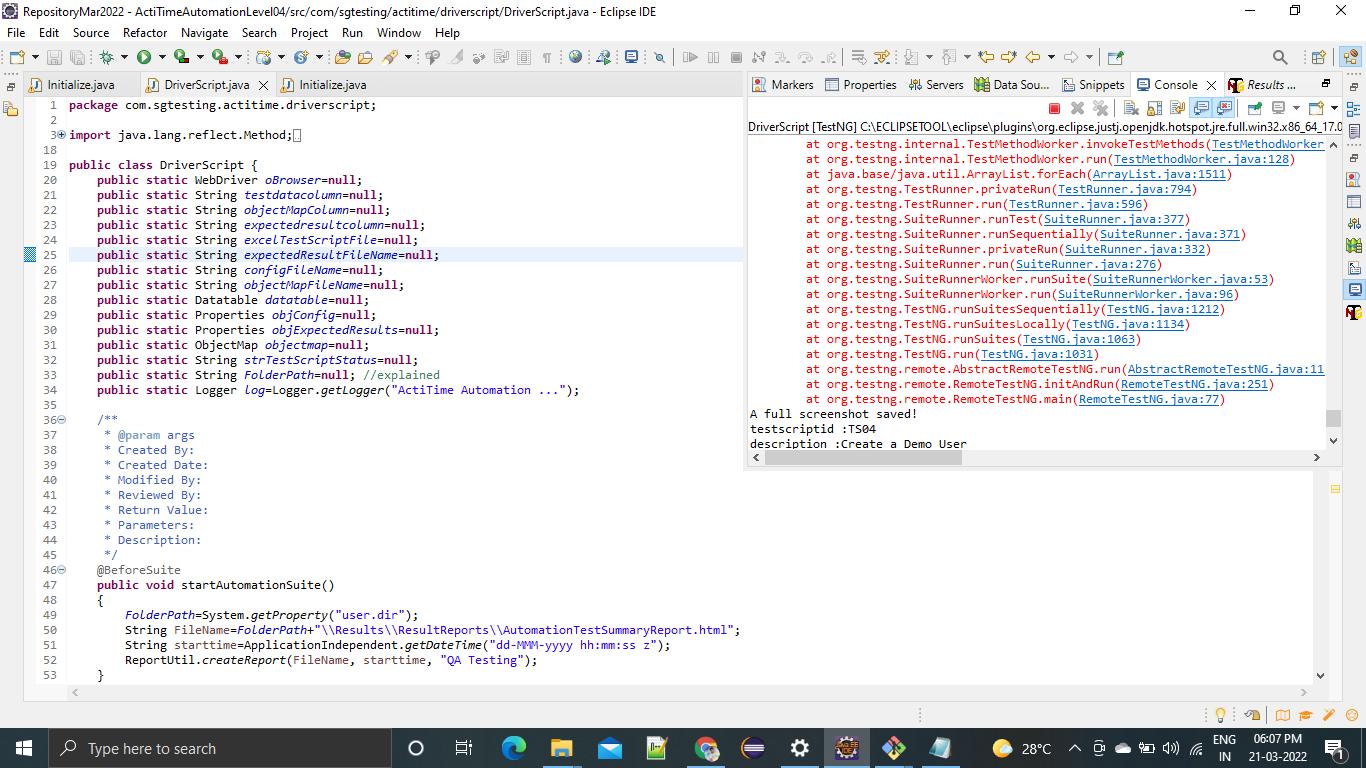 RepositoryMar2022 - ActiTimeAutomationLevel04/src/com/sgtesting/actitime/driverscript/DriverScript.java - Eclipse IDE
File Edit Source Refactor Navigate Search Project Run Window Help
Initialize.java DriverScript.java Initialize.java
1 package com.sgtesting.actitime.driverscript;
2
3 import java.lang.reflect.Method;
18
19 public class DriverScript {
20 public static WebDriver oBrowser=null;
21 public static String testdatacolumn=null;
22 public static String objectMapColumn=null;
23 public static String expectedresultcolumn=null;
24 public static String excelTestScriptFile=null;
25 public static String expectedResultFileName=null;
26 public static String configFileName=null;
27 public static String objectMapFileName=null;
28 public static Datatable datatable=null;
29 public static Properties objConfig=null;
30 public static Properties objExpectedResults=null;
31 public static ObjectMap objectmap=null;
32 public static String strTestScriptStatus=null;
33 public static String FolderPath=null; //explained
34 public static Logger log=Logger.getLogger("ActiTime Automation ...");
35
36 /**
37 * @param args
38 * Created By:
39 * Created Date:
40 * Modified By:
41 * Reviewed By:
42 * Return Value:
43 * Parameters:
44 * Description:
45 */
46 @BeforeSuite
47 public void startAutomationSuite()
48 {
49 FolderPath=System.getProperty("user.dir");
50 String FileName=FolderPath+"\\Results\\ResultReports\\AutomationTestSummaryReport.html";
51 String starttime=ApplicationIndependent.getDateTime("dd-MMM-yyyy hh:mm:ss z");
52 ReportUtil.createReport(FileName, starttime, "QA Testing");
53 }
Markers Properties Servers Data Sou... Snippets Console Results ...
DriverScript [TestNG] C:\ECLIPSETOOL\eclipse\plugins\org.eclipse.justj.openjdk.hotspot.jre.full.win32.x86_64_17.0
at org.testng.internal.TestMethodWorker.invokeTestMethods(TestMethodWorker
at org.testng.internal.TestMethodWorker.run(TestMethodWorker.java:128)
at java.base/java.util.ArrayList.forEach(ArrayList.java:1511)
at org.testng.TestRunner.privateRun(TestRunner.java:794)
at org.testng.TestRunner.run(TestRunner.java:596)
at org.testng.SuiteRunner.runTest(SuiteRunner.java:377)
at org.testng.SuiteRunner.runSequentially(SuiteRunner.java:371)
at org.testng.SuiteRunner.privateRun(SuiteRunner.java:332)
at org.testng.SuiteRunner.run(SuiteRunner.java:276)
at org.testng.SuiteRunnerWorker.runSuite(SuiteRunnerWorker.java:53)
at org.testng.SuiteRunnerWorker.run(SuiteRunnerWorker.java:96)
at org.testng.TestNG.runSuitesSequentially(TestNG.java:1212)
at org.testng.TestNG.runSuitesLocally(TestNG.java:1134)
at org.testng.TestNG.runSuites(TestNG.java:1063)
at org.testng.TestNG.run(TestNG.java:1031)
at org.testng.remote.AbstractRemoteTestNG.run(AbstractRemoteTestNG.java:11
at org.testng.remote.RemoteTestNG.initAndRun(RemoteTestNG.java:251)
at org.testng.remote.RemoteTestNG.main(RemoteTestNG.java:77)
A full screenshot saved!
testscriptid :TS04
description :Create a Demo User
Type here to search
28°C
ENG
IN
06:07 PM
21-03-2022
1